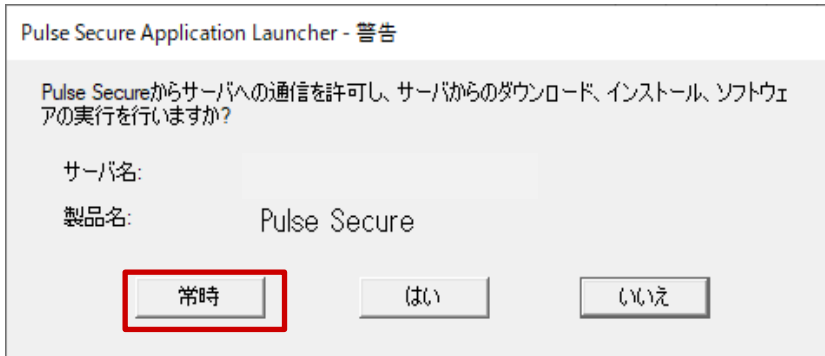 Pulse Secure Application Launcher - 警告
Pulse Secureからサーバへの通信を許可し、サーバからのダウンロード、インストール、ソフトウェ
アの実行を行いますか?
サーバ名:
製品名: Pulse Secure
常時 はい いいえ